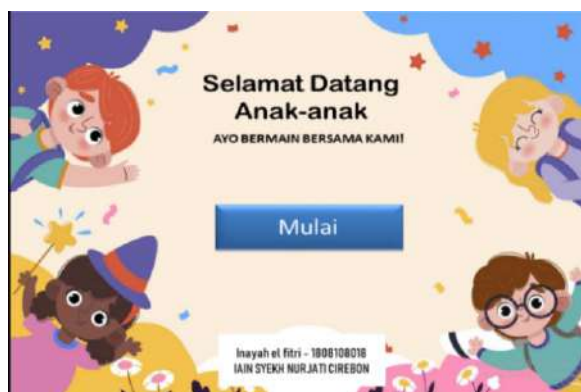 Selamat Datang
Anak-anak
AYO BERMAIN BERSAMA KAMI!
Mulai
Inayah el fitri - 1808108018
IAIN SYEKH NURJATI CIREBON